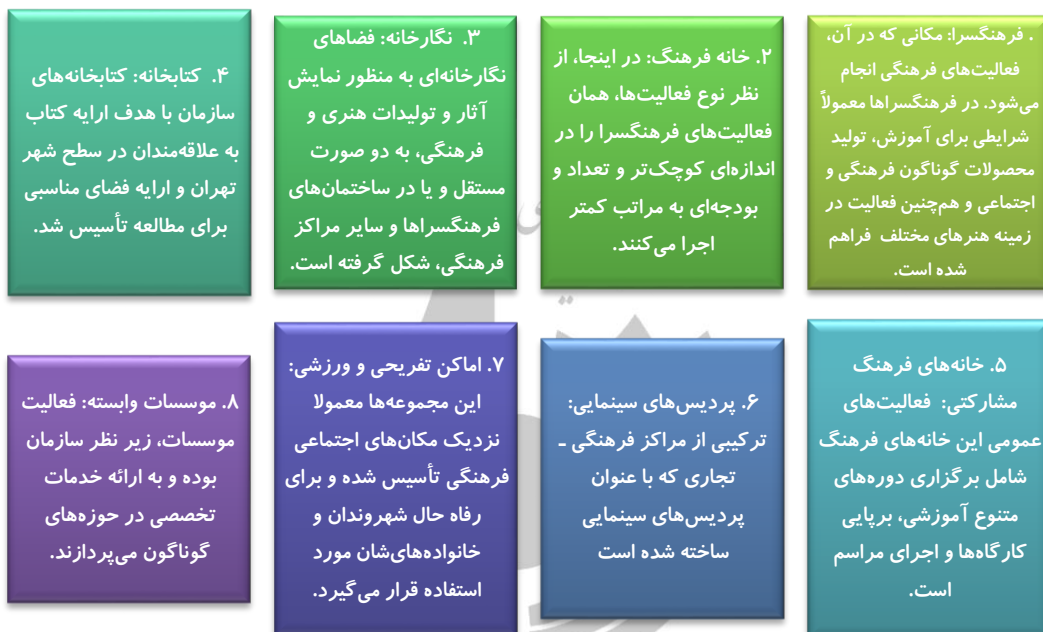 . فرهنگسرا: مکانی که در آن،
فعالیت‌های فرهنگی انجام
می‌شود. در فرهنگسراها معمولاً
شرایطی برای آموزش، تولید
محصولات گوناگون فرهنگی و
اجتماعی و هم‌چنین فعالیت در
زمینه هنرهای مختلف فراهم
شده است.
۲. خانه فرهنگ: در اینجا، از
نظر نوع فعالیت‌ها، همان
فعالیت‌های فرهنگسرا را در
اندازه‌ای کوچک‌تر و تعداد و
بودجه‌ای به مراتب کمتر
اجرا می‌کنند.
۳. نگارخانه: فضاهای
نگارخانه‌ای به منظور نمایش
آثار و تولیدات هنری و
فرهنگی، به دو صورت
مستقل و یا در ساختمان‌های
فرهنگسراها و سایر مراکز
فرهنگی، شکل گرفته است.
۴. کتابخانه: کتابخانه‌های
سازمان با هدف ارایه کتاب
به علاقه‌مندان در سطح شهر
تهران و ارایه فضای مناسبی
برای مطالعه تأسیس شد.
۵. خانه‌های فرهنگ
مشارکتی: فعالیت‌های
عمومی این خانه‌های فرهنگ
شامل برگزاری دوره‌های
متنوع آموزشی، برپایی
کارگاه‌ها و اجرای مراسم
است.
۶. پردیس‌های سینمایی:
ترکیبی از مراکز فرهنگی ـ
تجاری که با عنوان
پردیس‌های سینمایی
ساخته شده است
۷. اماکن تفریحی و ورزشی:
این مجموعه‌ها معمولا
نزدیک مکان‌های اجتماعی
فرهنگی تأسیس شده و برای
رفاه حال شهروندان و
خانواده‌های‌شان مورد
استفاده قرار می‌گیرد.
۸. موسسات وابسته: فعالیت
موسسات، زیر نظر سازمان
بوده و به ارائه خدمات
تخصصی در حوزه‌های
گوناگون می‌پردازند.